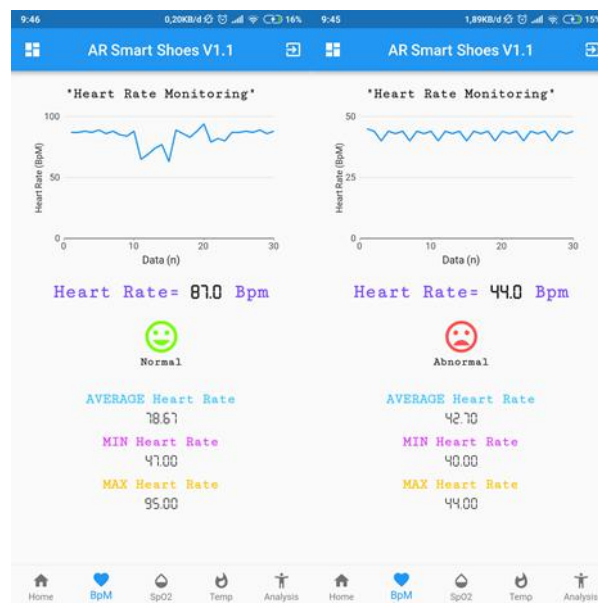 9:46 0,20KB/d 16%
AR Smart Shoes V1.1
"Heart Rate Monitoring"
100
50
0
Heart Rate (BpM)
0 10 20 30
Data (n)
Heart Rate= 87.0 Bpm
Normal
AVERAGE Heart Rate
78.67
MIN Heart Rate
47.00
MAX Heart Rate
95.00
Home BpM SpO2 Temp Analysis
9:45 1,89KB/d 15%
AR Smart Shoes V1.1
"Heart Rate Monitoring"
50
25
0
Heart Rate (BpM)
0 10 20 30
Data (n)
Heart Rate= 44.0 Bpm
Abnormal
AVERAGE Heart Rate
42.70
MIN Heart Rate
40.00
MAX Heart Rate
44.00
Home BpM SpO2 Temp Analysis